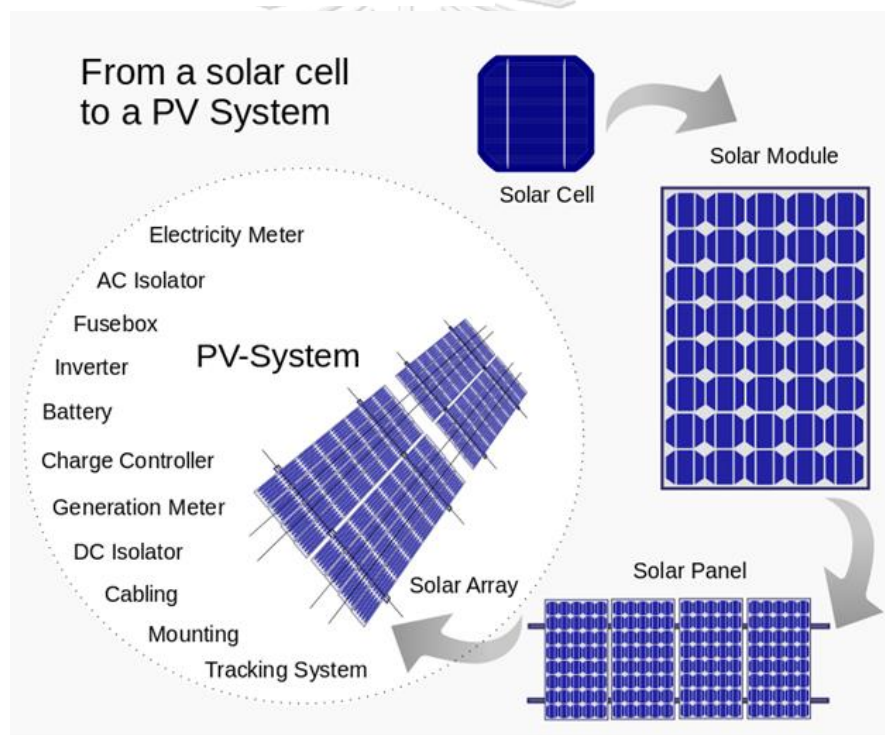 From a solar cell
to a PV System
Solar Cell
Solar Module
Electricity Meter
AC Isolator
Fusebox
PV-System
Inverter
Battery
Charge Controller
Generation Meter
DC Isolator
Cabling
Mounting
Tracking System
Solar Array
Solar Panel